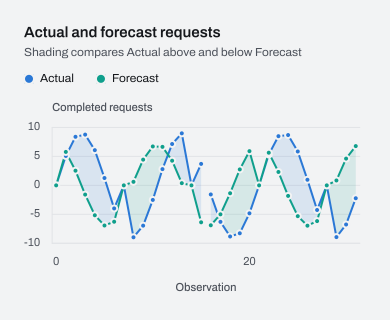 Actual and forecast requests
Shading compares Actual above and below Forecast
Actual Forecast
Completed requests
10
5
0
-5
-10
0 20
Observation